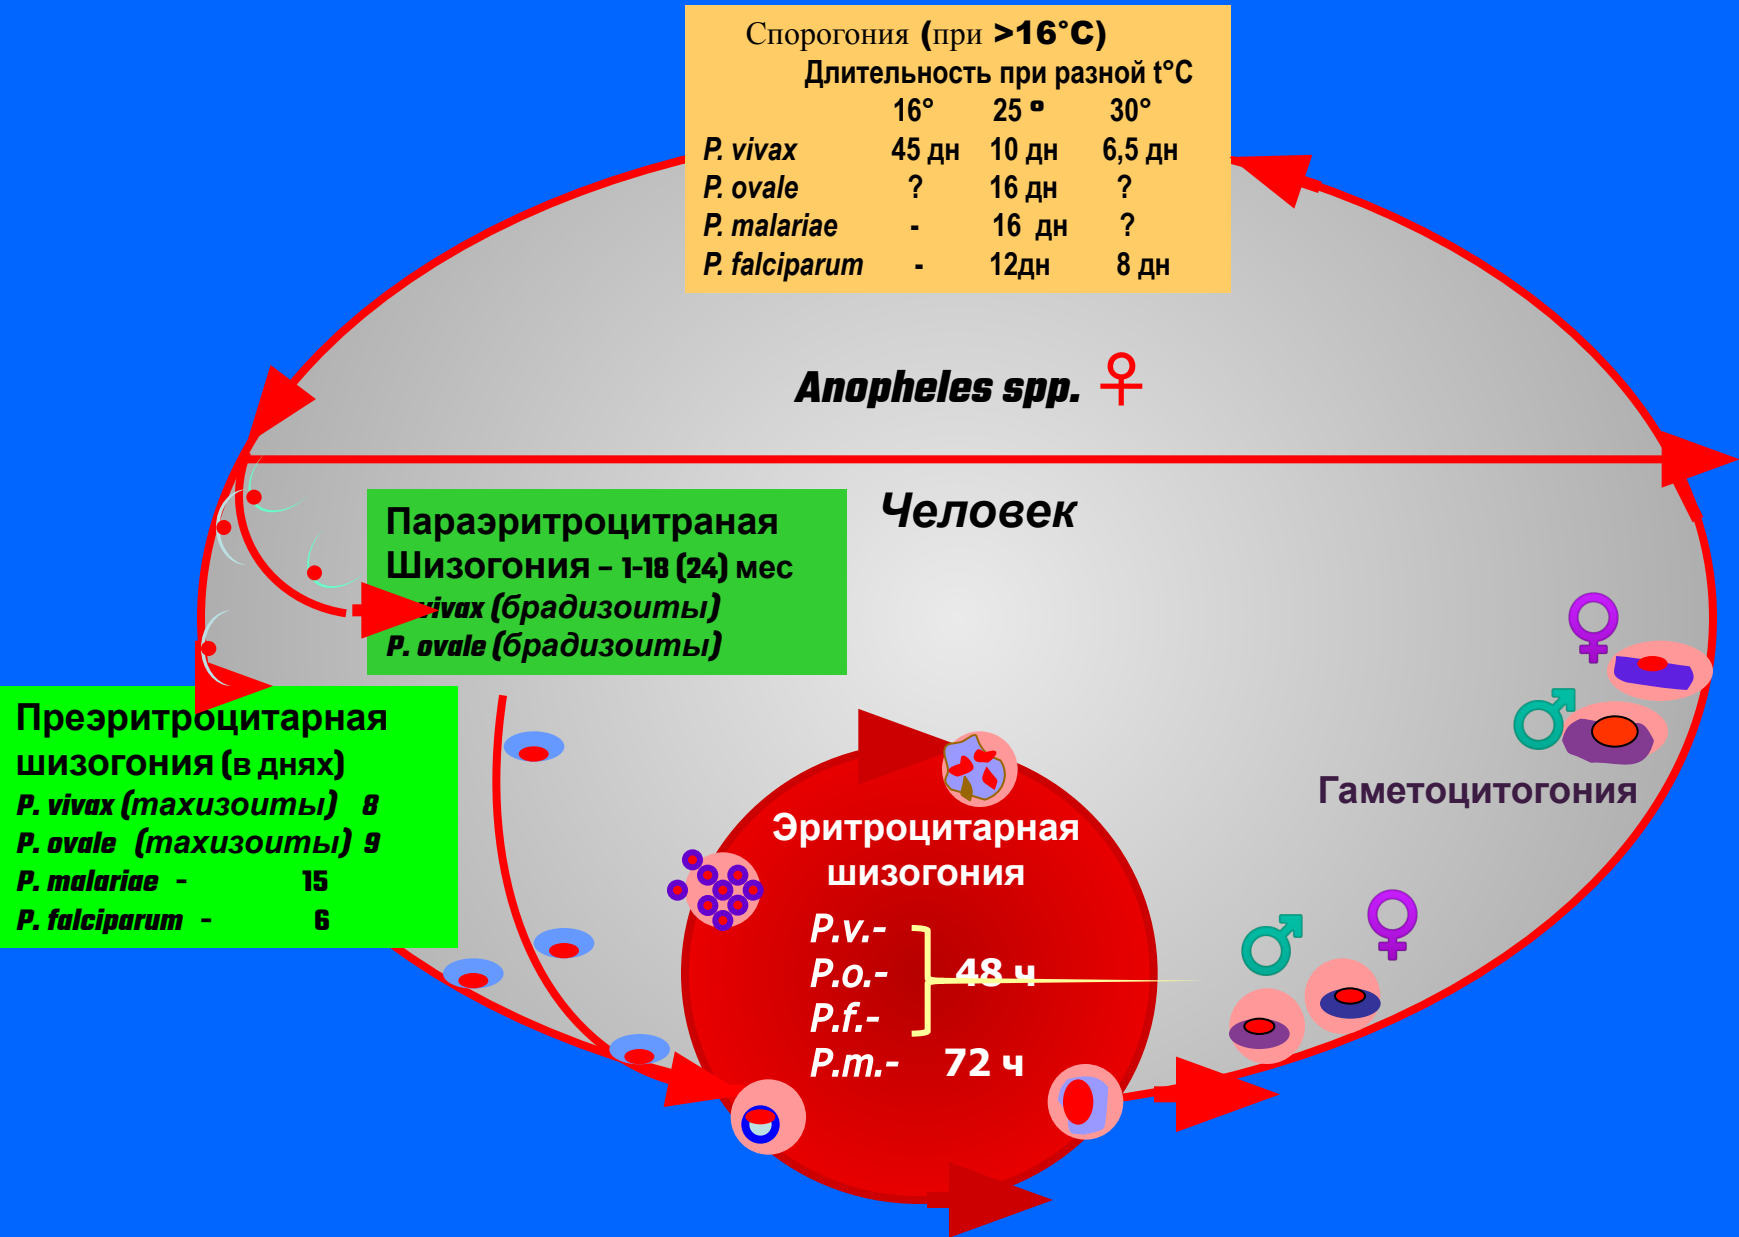 Спорогония (при >16°C)
Длительность при разной t°C
16° 25 º 30°
P. vivax 45 дн 10 дн 6,5 дн
P. ovale ? 16 дн ?
P. malariae - 16 дн ?
P. falciparum - 12дн 8 дн
Anopheles spp. ♀
Человек
Параэритроцитраная
Шизогония – 1-18 (24) мес
vivax (брадизоиты)
P. ovale (брадизоиты)
Преэритроцитарная
шизогония (в днях)
P. vivax (тахизоиты) 8
P. ovale (тахизоиты) 9
P. malariae - 15
P. falciparum - 6
Гаметоцитогония
Эритроцитарная
шизогония
P.v.-
P.o.- 48 ч
P.f.-
P.m.- 72 ч